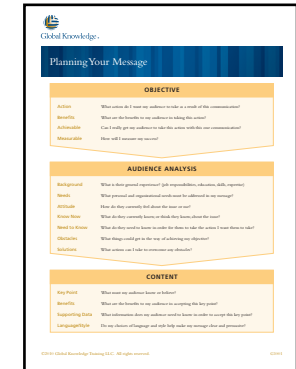 Global Knowledge.
Planning Your Message
OBJECTIVE
Action What action do I want my audience to take as a result of this communication?
Benefits What are the benefits to my audience in taking this action?
Achievable Can I really get my audience to take this action with this one communication?
Measurable How will I measure my success?
AUDIENCE ANALYSIS
Background What is their general experience? (job responsibilities, education, skills, expertise)
Needs What personal and organizational needs must be addressed in my message?
Attitude How do they currently feel about the issue or me?
Know Now What do they currently know, or think they know, about the issue?
Need to Know What do they need to know in order for them to take the action I want them to take?
Obstacles What things could get in the way of achieving my objective?
Solutions What actions can I take to overcome my obstacles?
CONTENT
Key Point What must my audience know or believe?
Benefits What are the benefits to my audience in accepting this key point?
Supporting Data What information does my audience need to know in order to accept this key point?
Language/Style Do my choices of language and style help make my message clear and persuasive?
Global Knowledge Training LLC. All rights reserved.